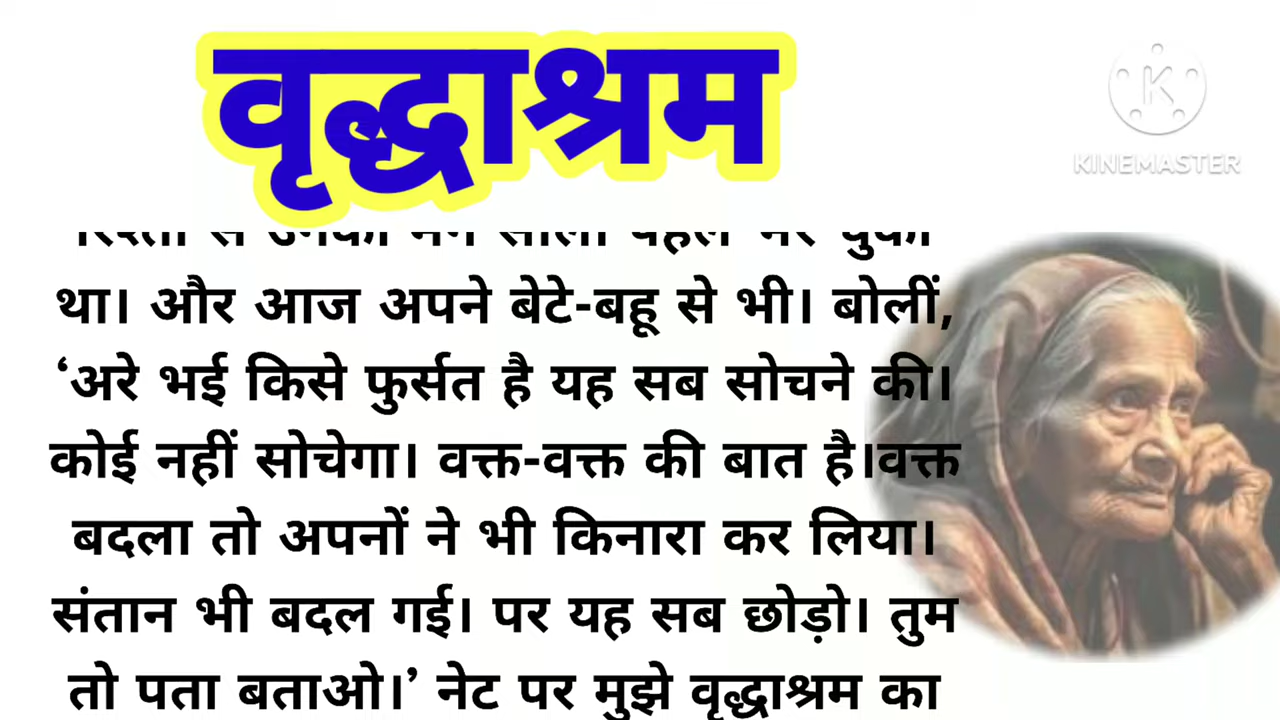 वृद्धाश्रम
KINEMASTER
था। और आज अपने बेटे-बहू से भी। बोलीं,
‘अरे भई किसे फुर्सत है यह सब सोचने की।
कोई नहीं सोचेगा। वक्त-वक्त की बात है।वक्त
बदला तो अपनों ने भी किनारा कर लिया।
संतान भी बदल गई। पर यह सब छोड़ो। तुम
तो पता बताओ।’ नेट पर मुझे वृद्धाश्रम का